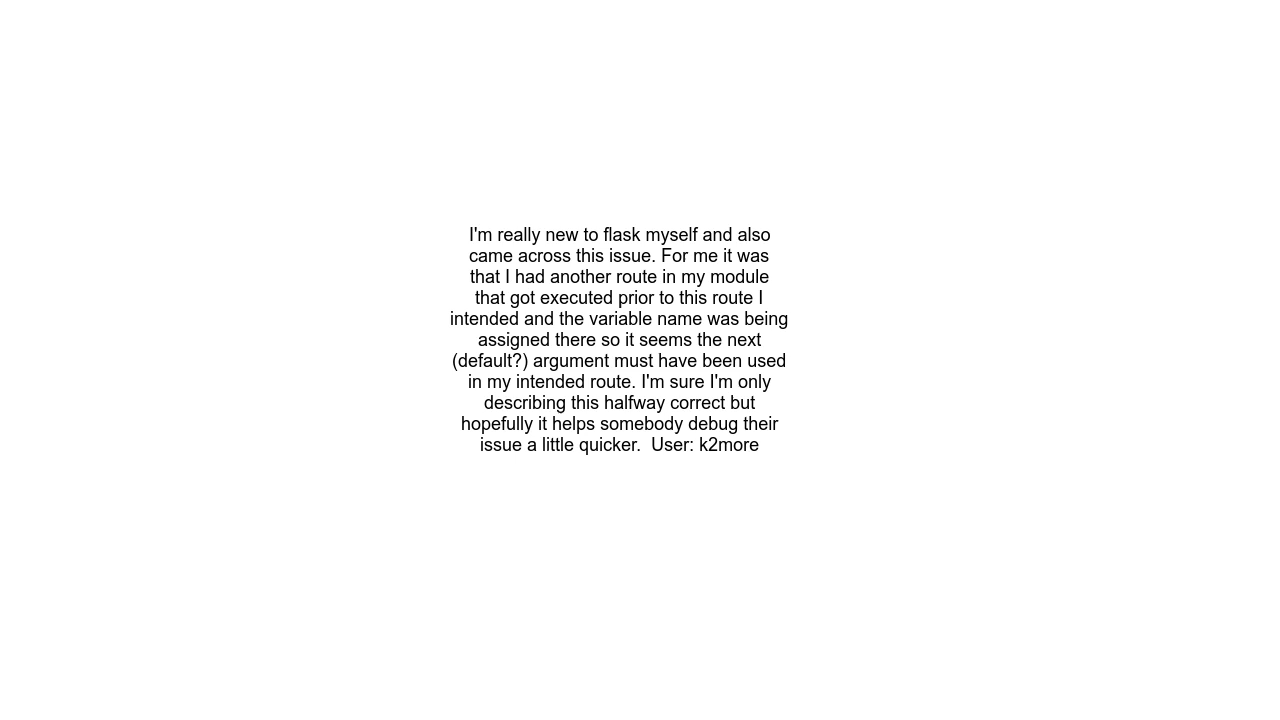 I'm really new to flask myself and also
came across this issue. For me it was
that I had another route in my module
that got executed prior to this route I
intended and the variable name was being
assigned there so it seems the next
(default?) argument must have been used
in my intended route. I'm sure I'm only
describing this halfway correct but
hopefully it helps somebody debug their
issue a little quicker.  User: k2more